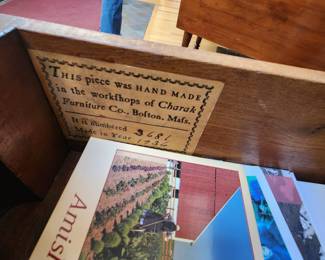 THIS piece was HAND MADE
in the workſhops of Charak
Furniture Co., Boſton, Maſs.
It is numbered 3681
Made in Year 1936
Amish